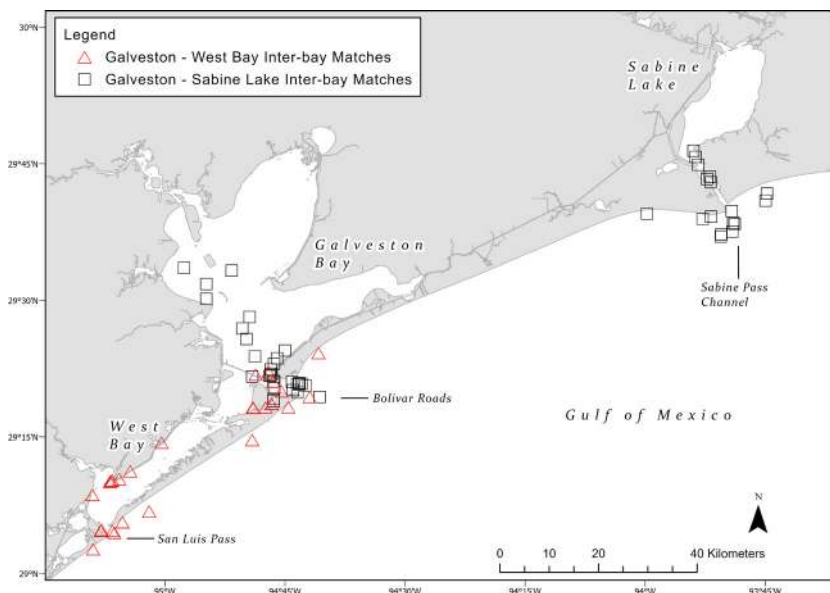 30°N
Legend
Galveston - West Bay Inter-bay Matches
Galveston - Sabine Lake Inter-bay Matches
Sabine
Lake
29°45'N
Galveston
Bay
Sabine Pass
Channel
29°30'N
Bolivar Roads
Gulf of Mexico
29°15'N
West
Bay
San Luis Pass
N
0 10 20 40 Kilometers
29°N
95°W
94°45'W
94°30'W
94°15'W
94°W
93°45'W